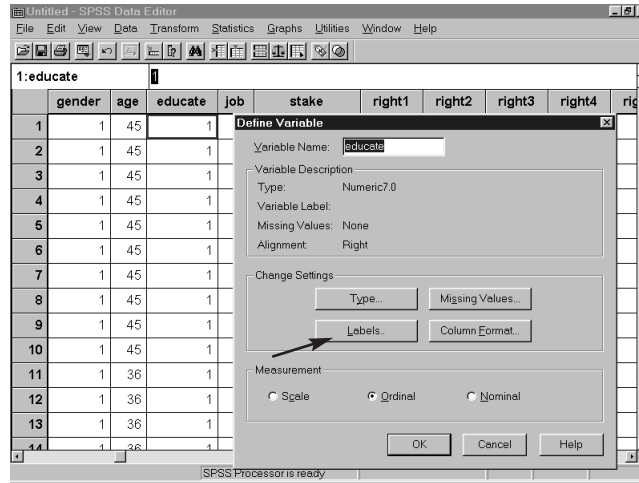 Untitled - SPSS Data Editor
File Edit View Data Transform Statistics Graphs Utilities Window Help
1:educate 1
gender age educate job stake right1 right2 right3 right4 rig
1 1 45 1
2 1 45 1
3 1 45 1
4 1 45 1
5 1 45 1
6 1 45 1
7 1 45 1
8 1 45 1
9 1 45 1
10 1 45 1
11 1 36 1
12 1 36 1
13 1 36 1
14 1 36 1
Define Variable
Variable Name: educate
Variable Description
Type: Numeric7.0
Variable Label:
Missing Values: None
Alignment: Right
Change Settings
Type... Missing Values...
Labels.. Column Format...
Measurement
Scale Ordinal Nominal
OK Cancel Help
SPSS Processor is ready